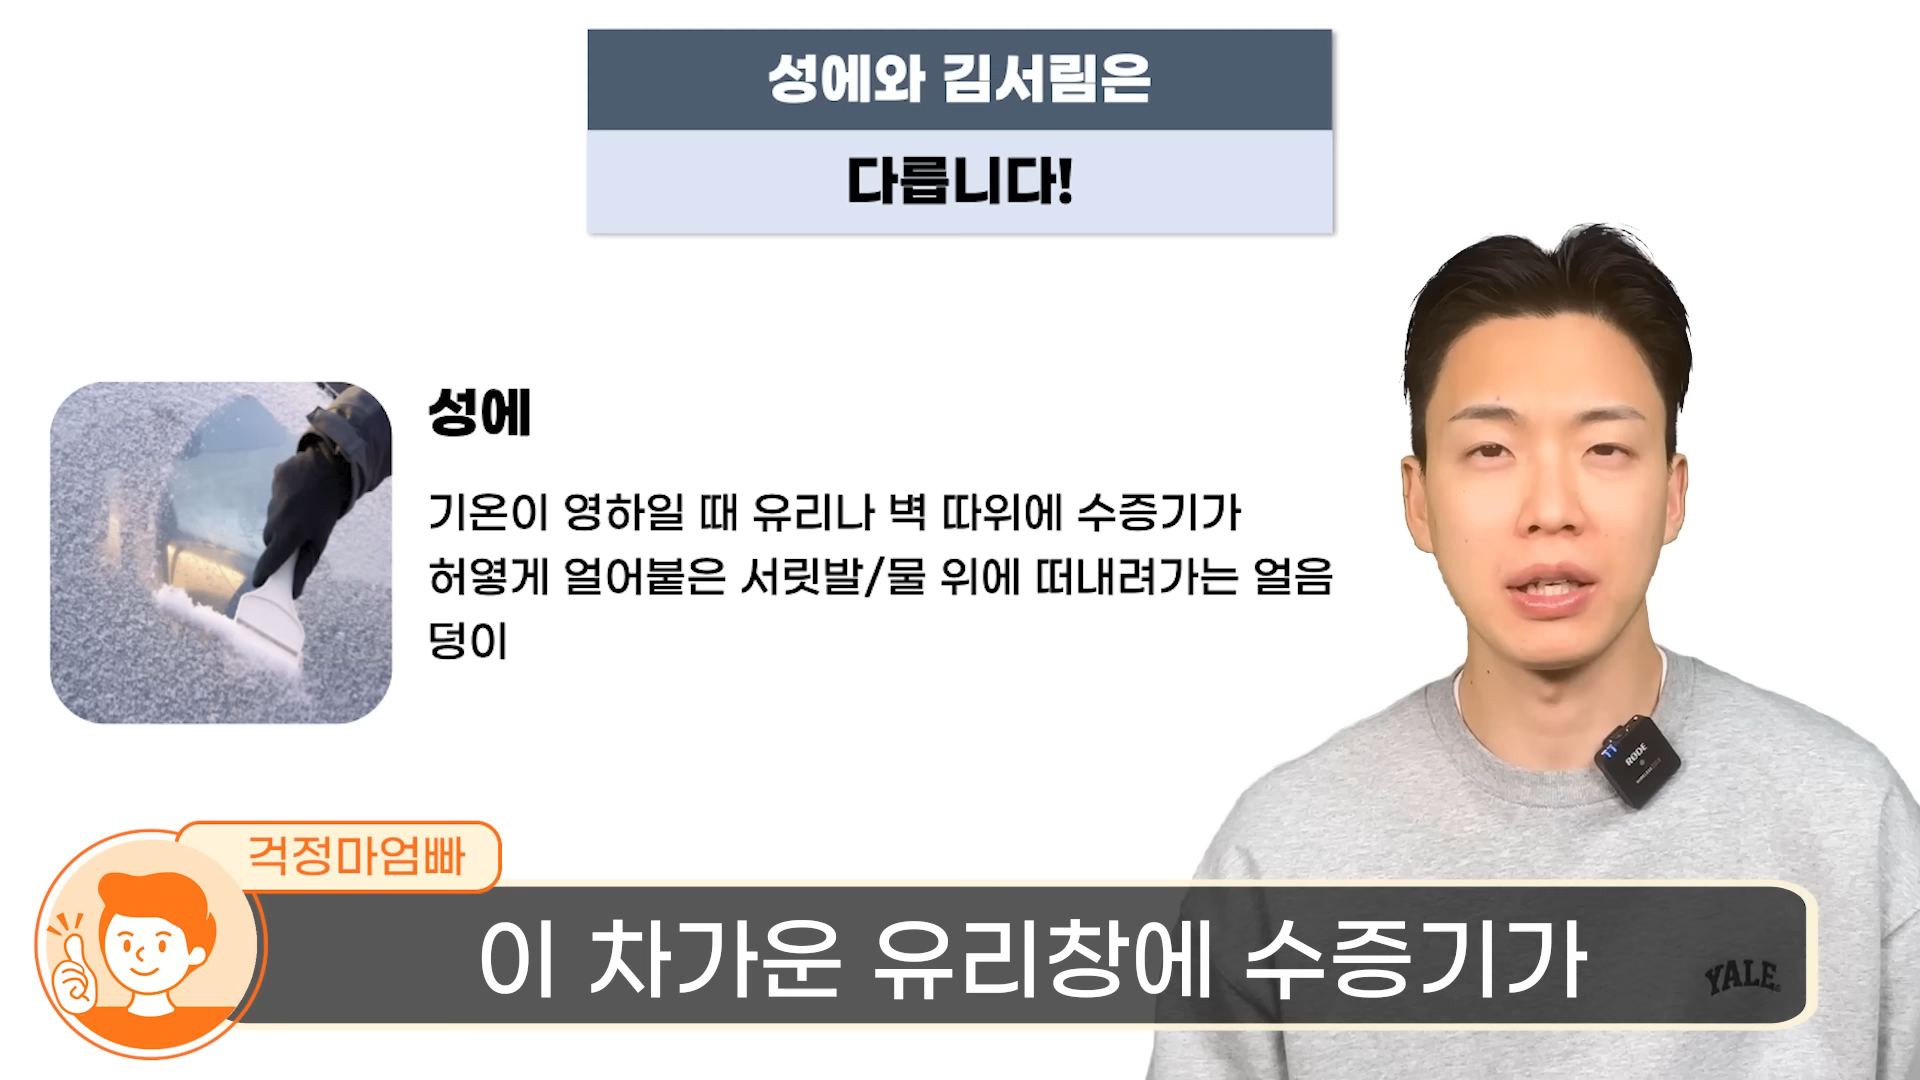 성에와 김서림은
다릅니다!
성에
기온이 영하일 때 유리나 벽 따위에 수증기가
허옇게 얼어붙은 서릿발/물 위에 떠내려가는 얼음
덩이
RØDE
걱정마엄빠
이 차가운 유리창에 수증기가
YALE